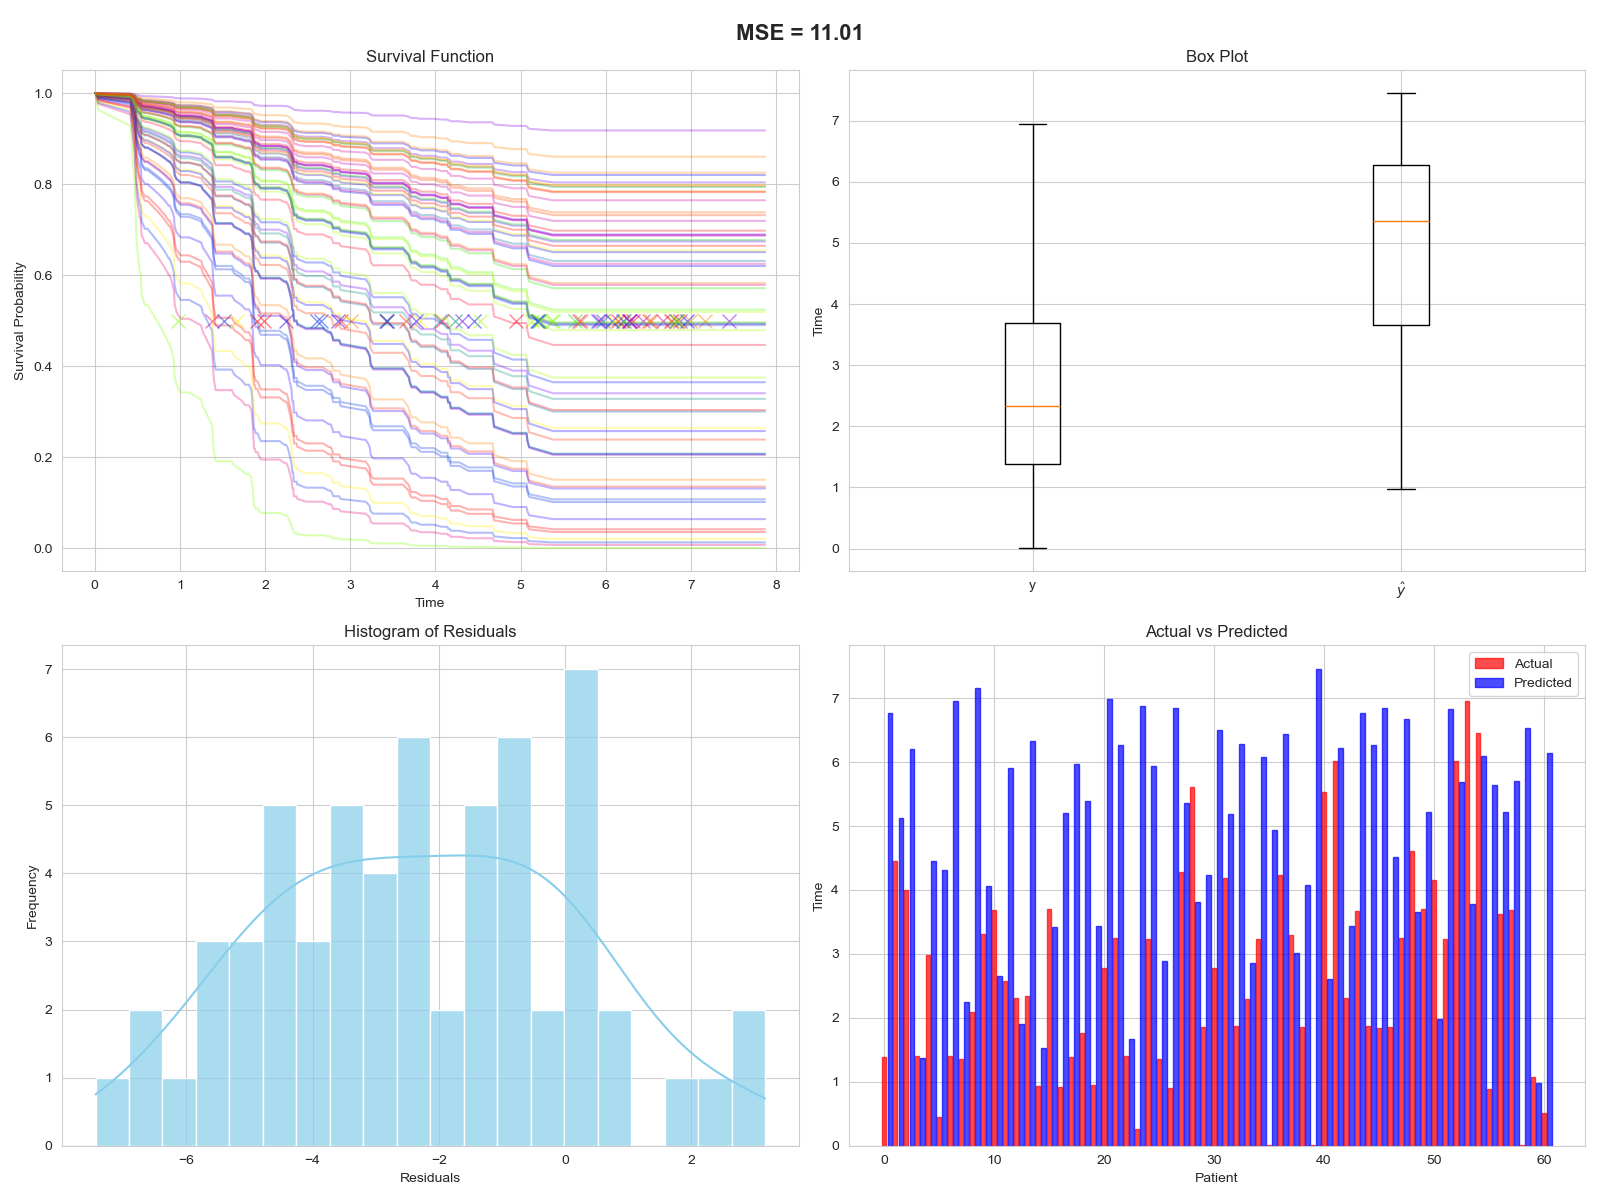 MSE = 11.01
Survival Function
Survival Probability
1.0
0.8
0.6
0.4
0.2
0.0
0 1 2 3 4 5 6 7 8
Time
Box Plot
Time
7
6
5
4
3
2
1
0
y ŷ
Histogram of Residuals
Frequency
7
6
5
4
3
2
1
0
−6 −4 −2 0 2
Residuals
Actual vs Predicted
Actual
Predicted
Time
7
6
5
4
3
2
1
0
0 10 20 30 40 50 60
Patient